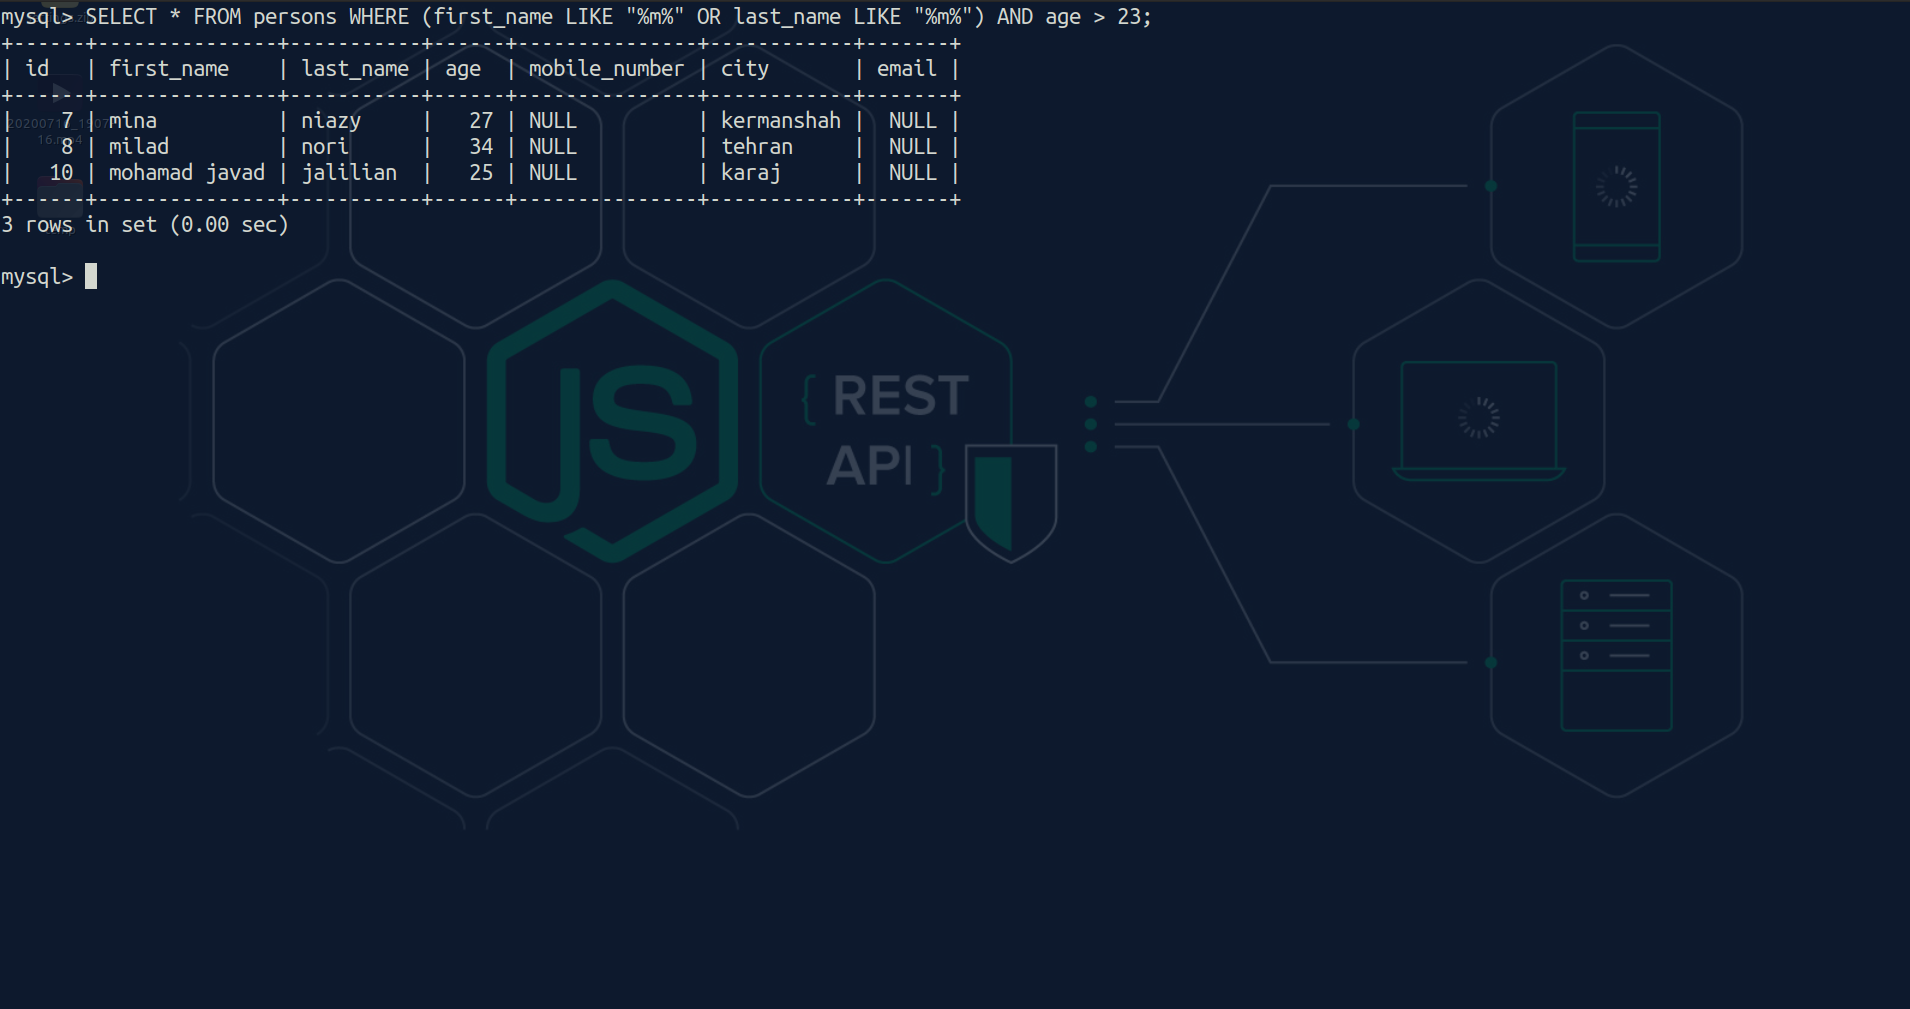 mysql> SELECT * FROM persons WHERE (first_name LIKE "%m%" OR last_name LIKE "%m%") AND age > 23;
+------+---------------+-----------+------+---------------+------------+-------+
| id   | first_name    | last_name | age  | mobile_number | city       | email |
+------+---------------+-----------+------+---------------+------------+-------+
|    7 | mina          | niazy     |   27 | NULL          | kermanshah |  NULL |
|    8 | milad         | nori      |   34 | NULL          | tehran     |  NULL |
|   10 | mohamad javad | jalilian  |   25 | NULL          | karaj      |  NULL |
+------+---------------+-----------+------+---------------+------------+-------+
3 rows in set (0.00 sec)
mysql>
JS
{ REST
API }